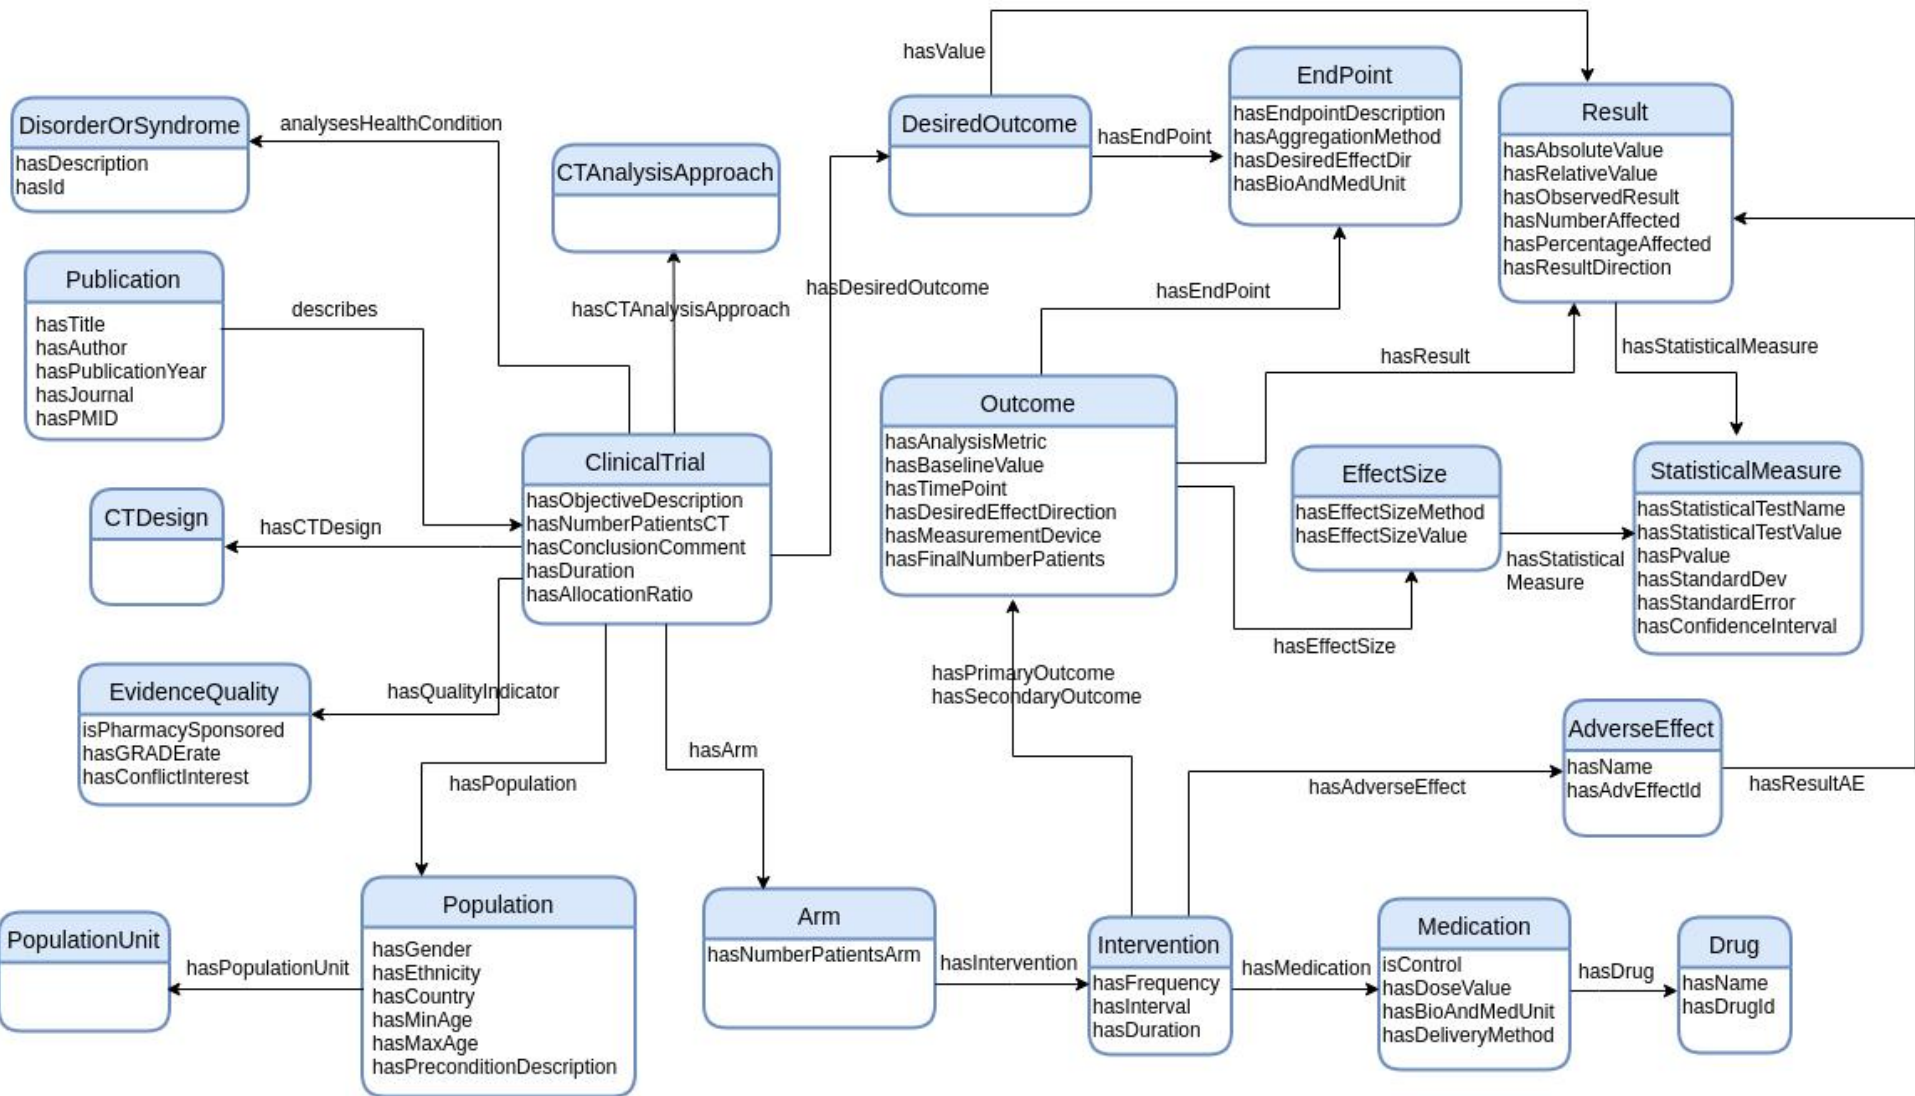 hasValue
EndPoint
hasEndpointDescription
hasAggregationMethod
hasDesiredEffectDir
hasBioAndMedUnit
Result
hasAbsoluteValue
hasRelativeValue
hasObservedResult
hasNumberAffected
hasPercentageAffected
hasResultDirection
DisorderOrSyndrome
hasDescription
hasId
analysesHealthCondition
CTAnalysisApproach
DesiredOutcome
hasEndPoint
Publication
hasTitle
hasAuthor
hasPublicationYear
hasJournal
hasPMID
describes
hasCTAnalysisApproach
hasDesiredOutcome
hasEndPoint
hasResult
hasStatisticalMeasure
Outcome
hasAnalysisMetric
hasBaselineValue
hasTimePoint
hasDesiredEffectDirection
hasMeasurementDevice
hasFinalNumberPatients
ClinicalTrial
hasObjectiveDescription
hasNumberPatientsCT
hasConclusionComment
hasDuration
hasAllocationRatio
EffectSize
hasEffectSizeMethod
hasEffectSizeValue
StatisticalMeasure
hasStatisticalTestName
hasStatisticalTestValue
hasPvalue
hasStandardDev
hasStandardError
hasConfidenceInterval
CTDesign
hasCTDesign
hasStatistical
Measure
hasEffectSize
EvidenceQuality
isPharmacySponsored
hasGRADErate
hasConflictInterest
hasQualityIndicator
hasPrimaryOutcome
hasSecondaryOutcome
AdverseEffect
hasName
hasAdvEffectId
hasArm
hasPopulation
hasAdverseEffect
hasResultAE
PopulationUnit
hasPopulationUnit
Population
hasGender
hasEthnicity
hasCountry
hasMinAge
hasMaxAge
hasPreconditionDescription
Arm
hasNumberPatientsArm
hasIntervention
Intervention
hasFrequency
hasInterval
hasDuration
hasMedication
Medication
isControl
hasDoseValue
hasBioAndMedUnit
hasDeliveryMethod
hasDrug
Drug
hasName
hasDrugId